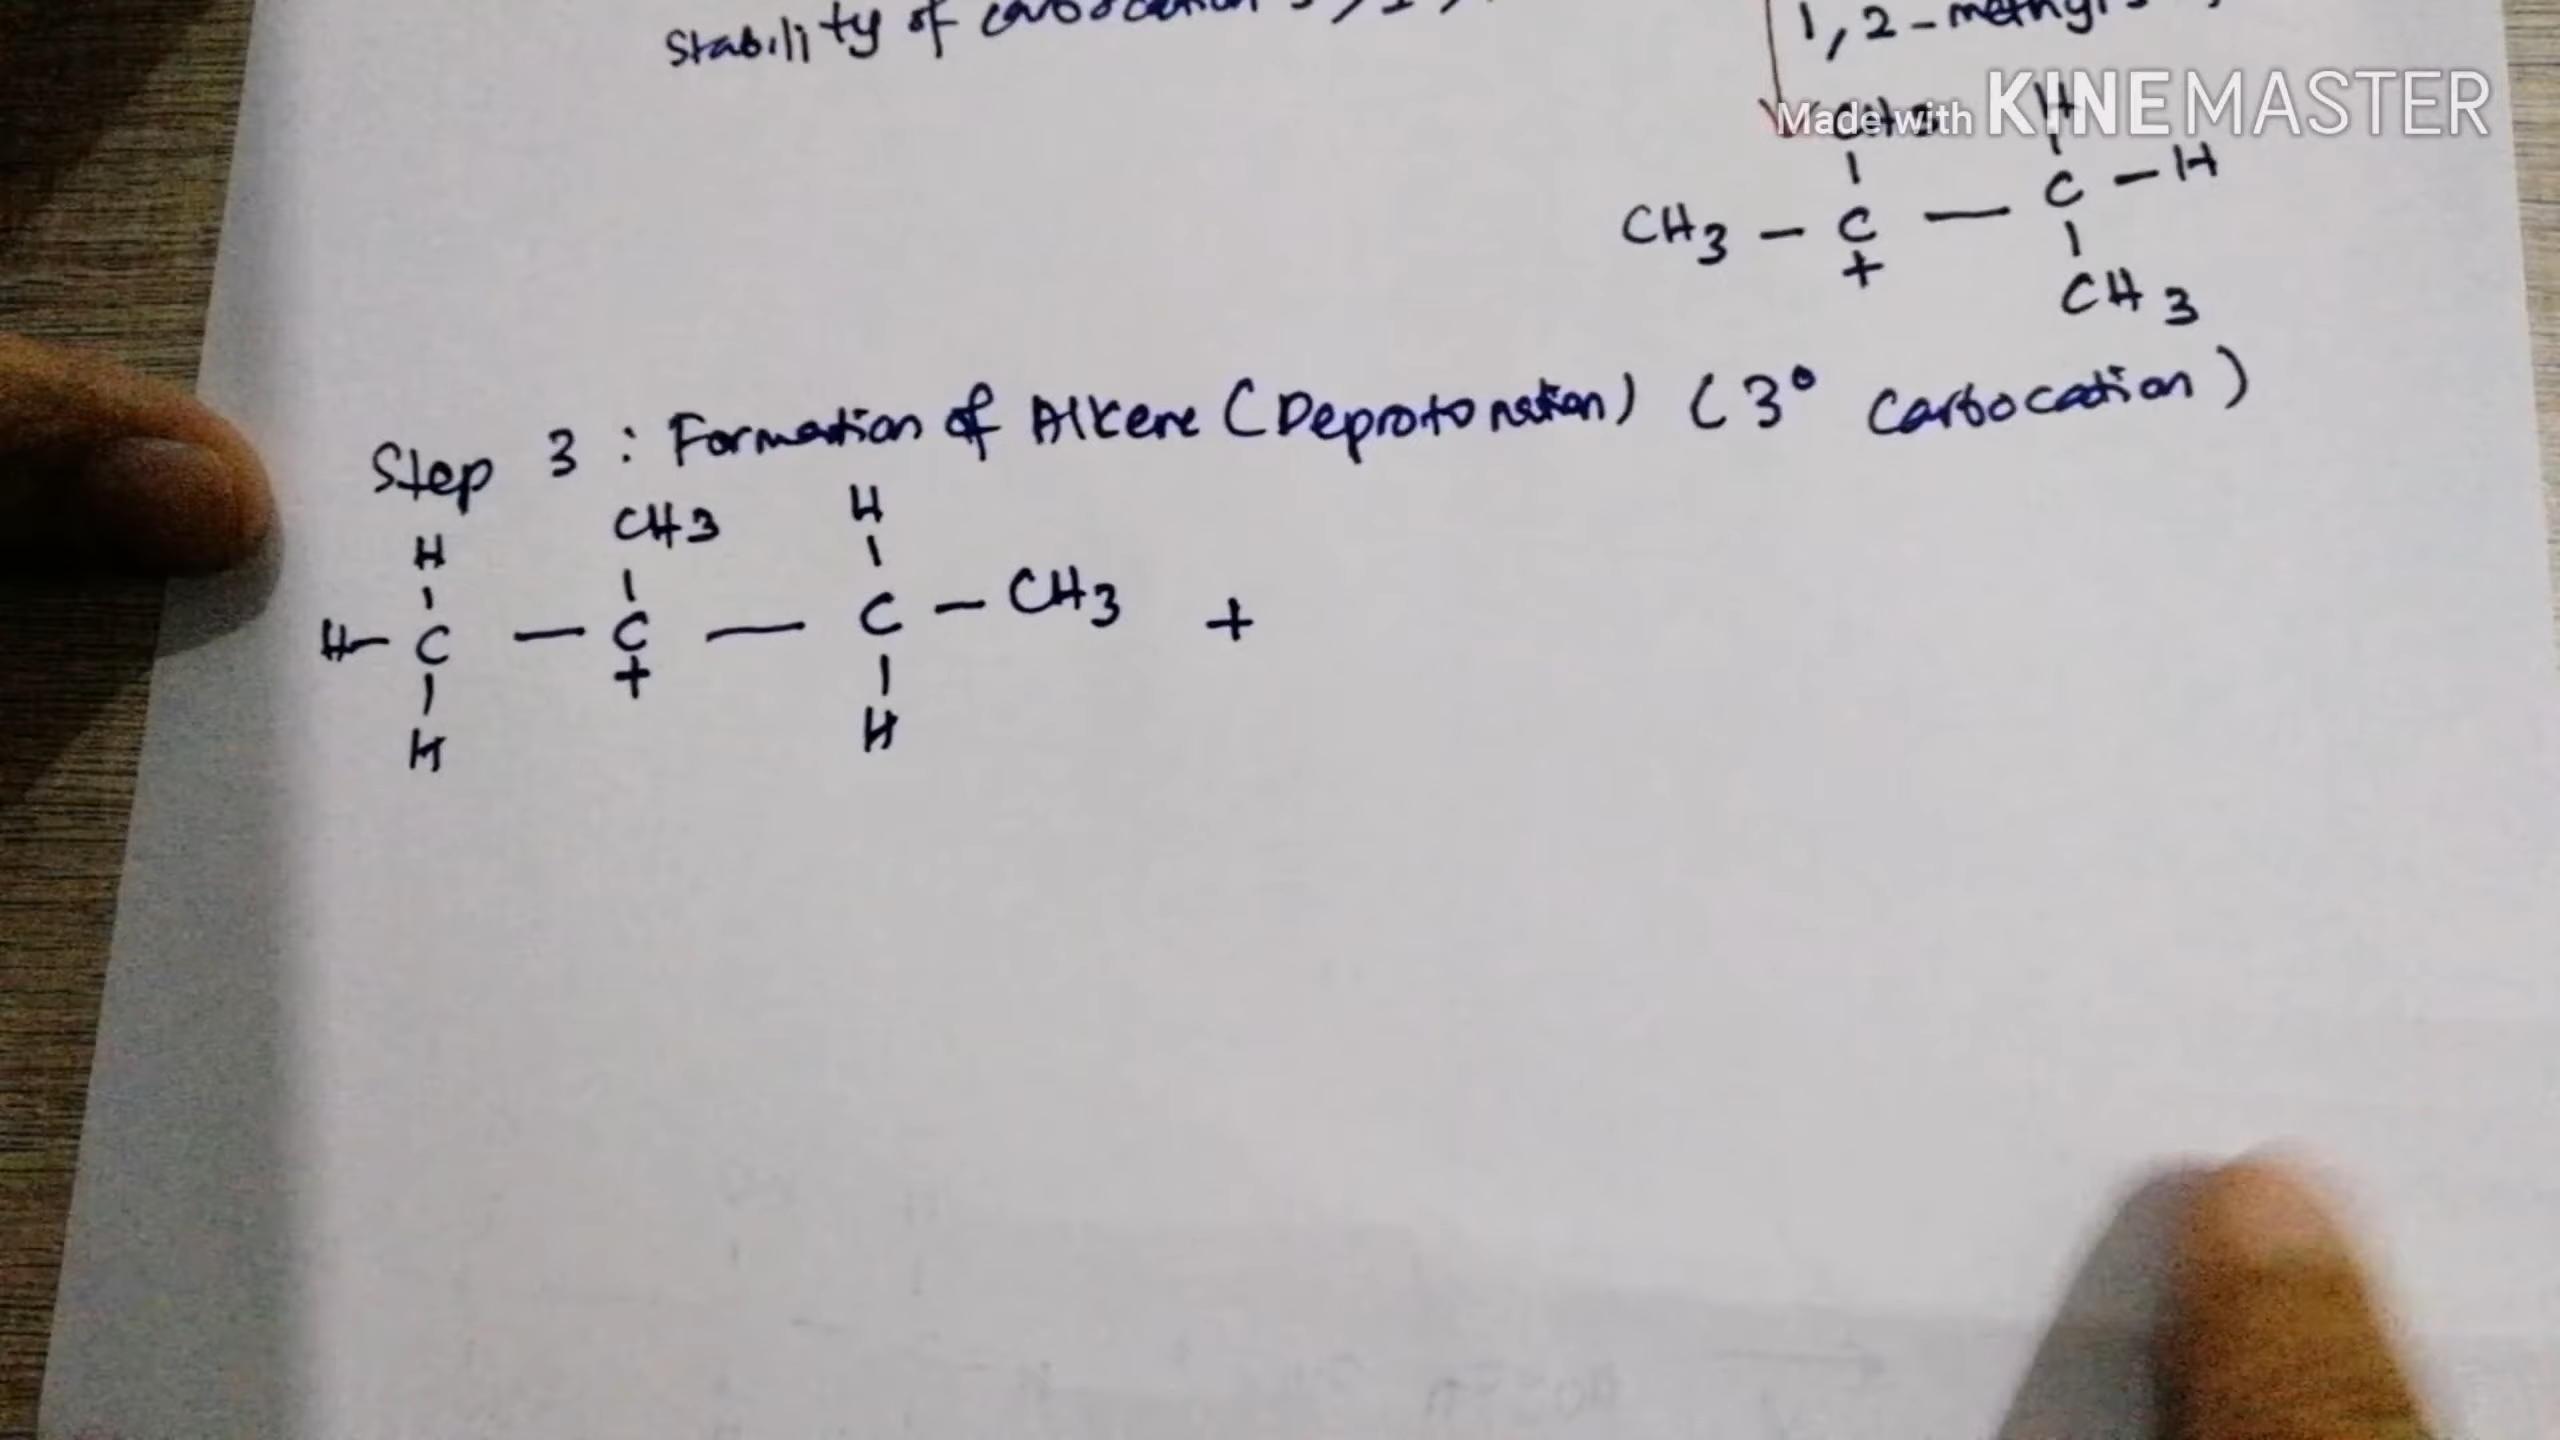 Stability of
1, 2 - methyl
Made with KINEMASTER
H
CH3 - C — C - H
+
CH3
Step 3 : Formation of Alkene (Deprotonation) (3° Carbocation)
H CH3 H
H - C — C — C - CH3 +
+
H H